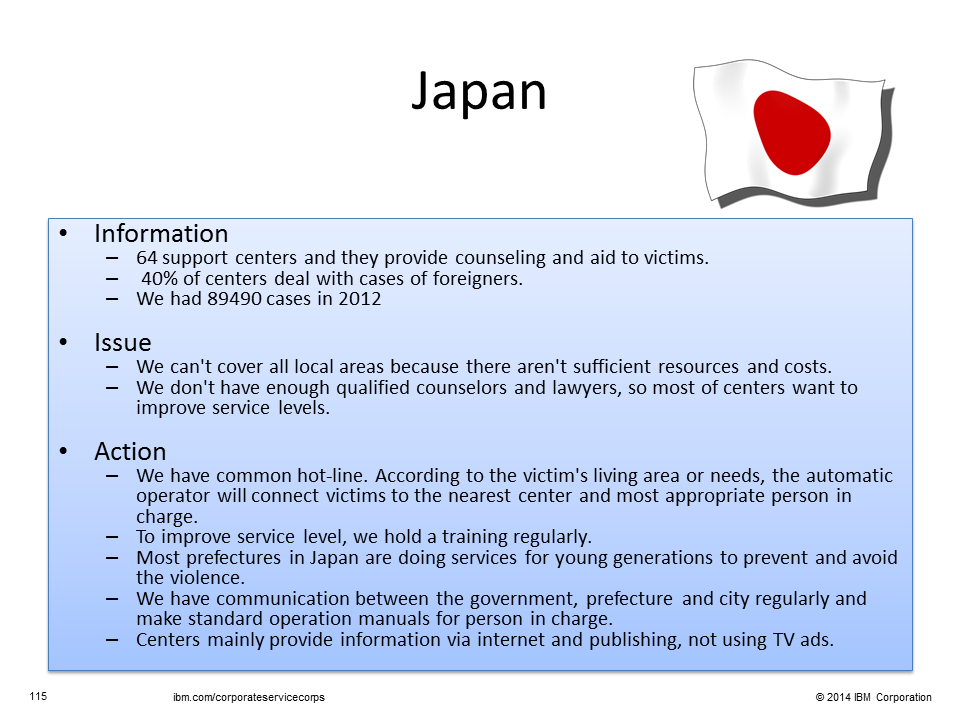 Japan
• Information
– 64 support centers and they provide counseling and aid to victims.
– 40% of centers deal with cases of foreigners.
– We had 89490 cases in 2012
• Issue
– We can't cover all local areas because there aren't sufficient resources and costs.
– We don't have enough qualified counselors and lawyers, so most of centers want to
improve service levels.
• Action
– We have common hot-line. According to the victim's living area or needs, the automatic
operator will connect victims to the nearest center and most appropriate person in
charge.
– To improve service level, we hold a training regularly.
– Most prefectures in Japan are doing services for young generations to prevent and avoid
the violence.
– We have communication between the government, prefecture and city regularly and
make standard operation manuals for person in charge.
– Centers mainly provide information via internet and publishing, not using TV ads.
115 ibm.com/corporateservicecorps © 2014 IBM Corporation